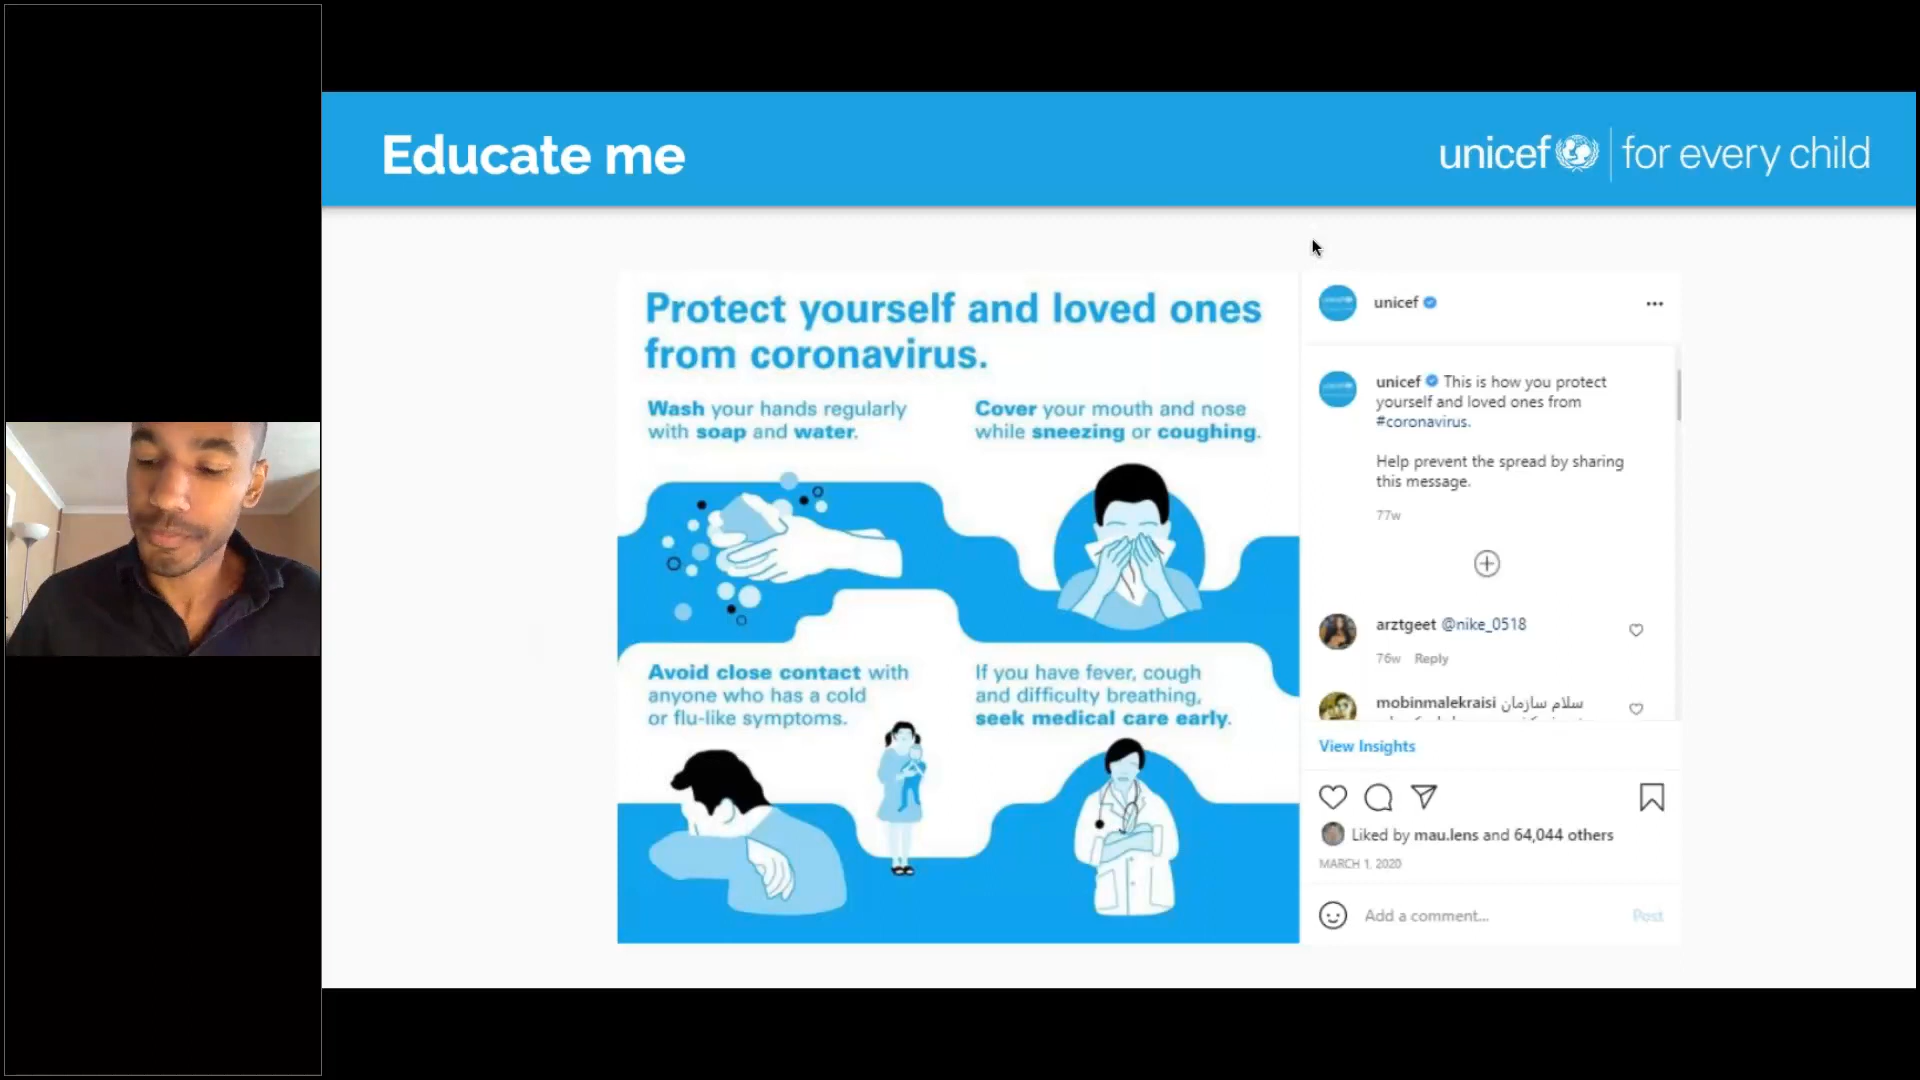 Educate me
unicef for every child
Protect yourself and loved ones
from coronavirus.
Wash your hands regularly
with soap and water.
Cover your mouth and nose
while sneezing or coughing.
Avoid close contact with
anyone who has a cold
or flu-like symptoms.
If you have fever, cough
and difficulty breathing,
seek medical care early.
unicef
unicef This is how you protect
yourself and loved ones from
#coronavirus.
Help prevent the spread by sharing
this message.
77w
arztgeet @nike_0518
76w Reply
mobinmalekraisi سلام سازمان
View Insights
Liked by mau.lens and 64,044 others
MARCH 1, 2020
Add a comment...
Post